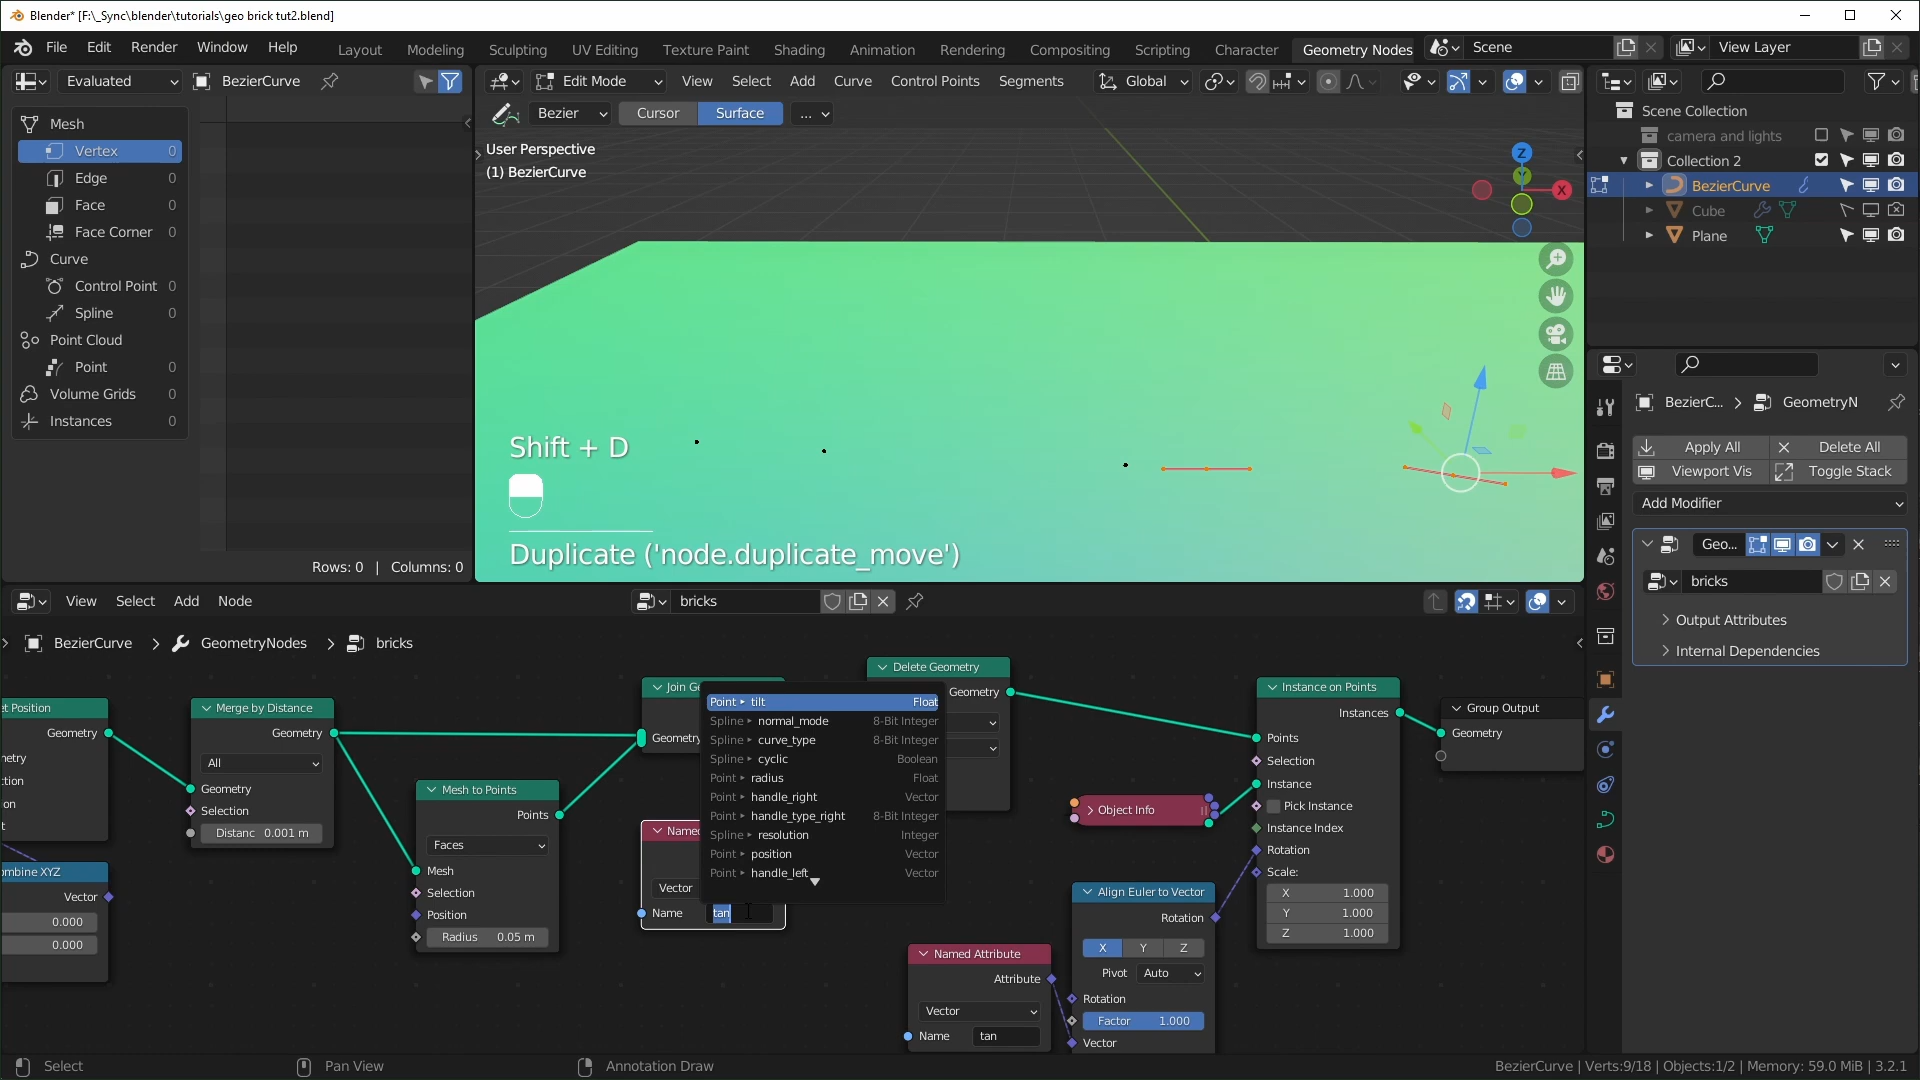 Blender* [F:\_Sync\blender\tutorials\geo brick tut2.blend]
File Edit Render Window Help
Layout Modeling Sculpting UV Editing Texture Paint Shading Animation Rendering Compositing Scripting Character Geometry Nodes
Scene
View Layer
Evaluated
BezierCurve
Mesh
Vertex 0
Edge 0
Face 0
Face Corner 0
Curve
Control Point 0
Spline 0
Point Cloud
Point 0
Volume Grids 0
Instances 0
Rows: 0 | Columns: 0
Edit Mode
View Select Add Curve Control Points Segments
Global
Bezier
Cursor
Surface
...
User Perspective
(1) BezierCurve
Z
Y
X
Shift + D
Duplicate ('node.duplicate_move')
Scene Collection
camera and lights
Collection 2
BezierCurve
Cube
Plane
BezierC... > GeometryN
Apply All
Delete All
Viewport Vis
Toggle Stack
Add Modifier
Geo...
bricks
Output Attributes
Internal Dependencies
View Select Add Node
bricks
BezierCurve > GeometryNodes > bricks
et Position
Geometry
metry
ction
on
t
ombine XYZ
Vector
0.000
0.000
Merge by Distance
Geometry
All
Geometry
Selection
Distanc 0.001 m
Mesh to Points
Points
Faces
Mesh
Selection
Position
Radius 0.05 m
Join Ge
Geometry
Named
Vector
Name tan
Point ‣ tilt Float
Spline ‣ normal_mode 8-Bit Integer
Spline ‣ curve_type 8-Bit Integer
Spline ‣ cyclic Boolean
Point ‣ radius Float
Point ‣ handle_right Vector
Point ‣ handle_type_right 8-Bit Integer
Spline ‣ resolution Integer
Point ‣ position Vector
Point ‣ handle_left Vector
Delete Geometry
Geometry
Named Attribute
Attribute
Vector
Name tan
Object Info
Align Euler to Vector
Rotation
X Y Z
Pivot Auto
Rotation
Factor 1.000
Vector
Instance on Points
Instances
Points
Selection
Instance
Pick Instance
Instance Index
Rotation
Scale:
X 1.000
Y 1.000
Z 1.000
Group Output
Geometry
Select
Pan View
Annotation Draw
BezierCurve | Verts:9/18 | Objects:1/2 | Memory: 59.0 MiB | 3.2.1